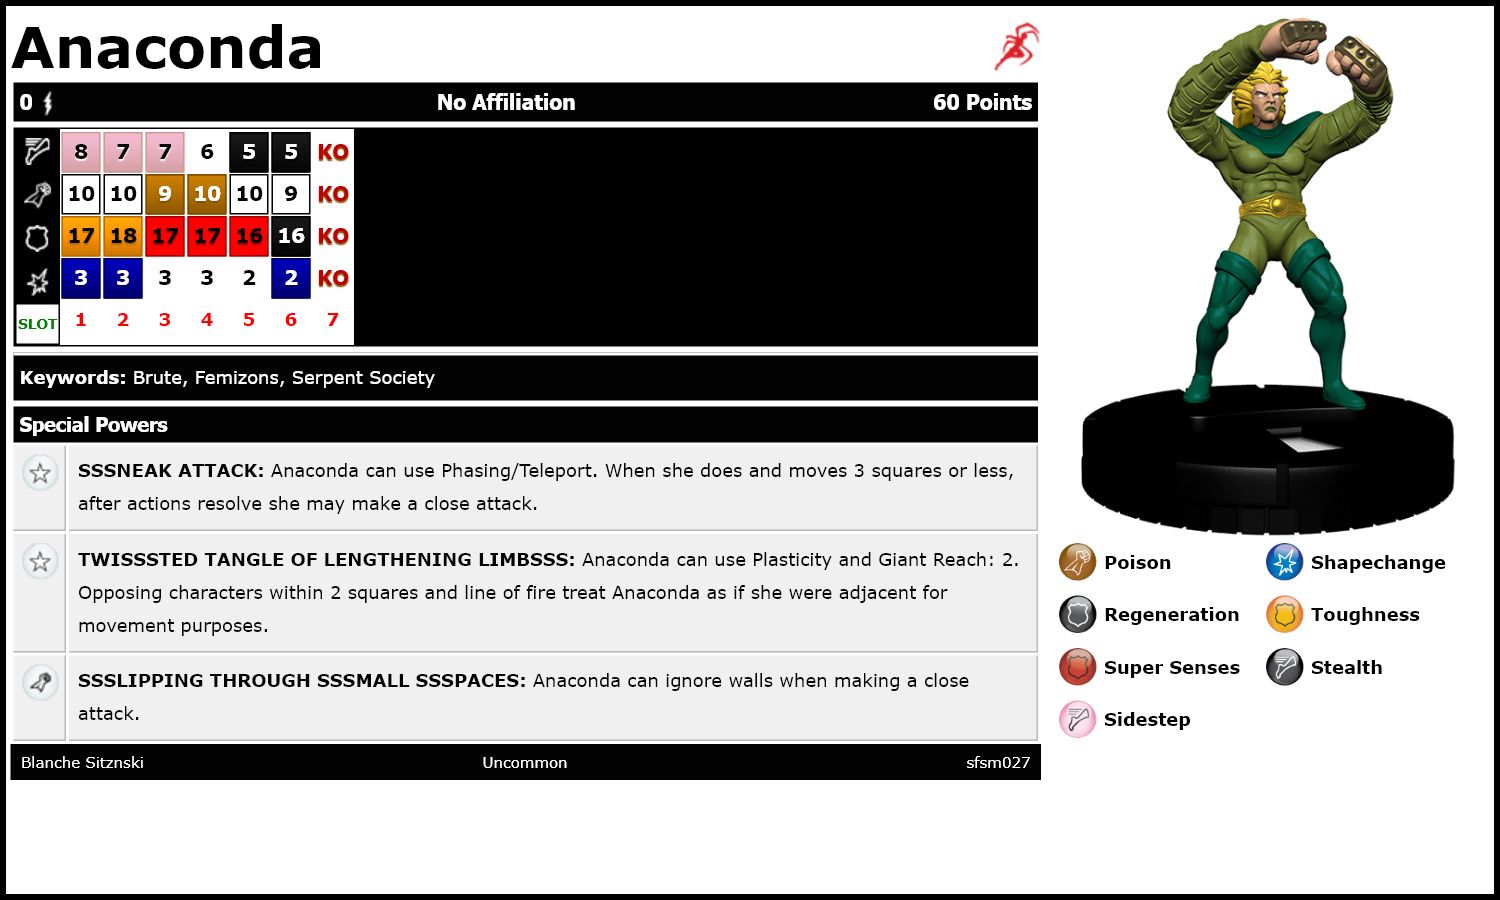 Anaconda
0 No Affiliation 60 Points
8 7 7 6 5 5 KO
10 10 9 10 10 9 KO
17 18 17 17 16 16 KO
3 3 3 3 2 2 KO
SLOT 1 2 3 4 5 6 7
Keywords: Brute, Femizons, Serpent Society
Special Powers
SSSNEAK ATTACK: Anaconda can use Phasing/Teleport. When she does and moves 3 squares or less,
after actions resolve she may make a close attack.
TWISSSTED TANGLE OF LENGTHENING LIMBSSS: Anaconda can use Plasticity and Giant Reach: 2.
Opposing characters within 2 squares and line of fire treat Anaconda as if she were adjacent for
movement purposes.
SSSLIPPING THROUGH SSSMALL SSSPACES: Anaconda can ignore walls when making a close
attack.
Blanche Sitznski Uncommon sfsm027
Poison Shapechange
Regeneration Toughness
Super Senses Stealth
Sidestep